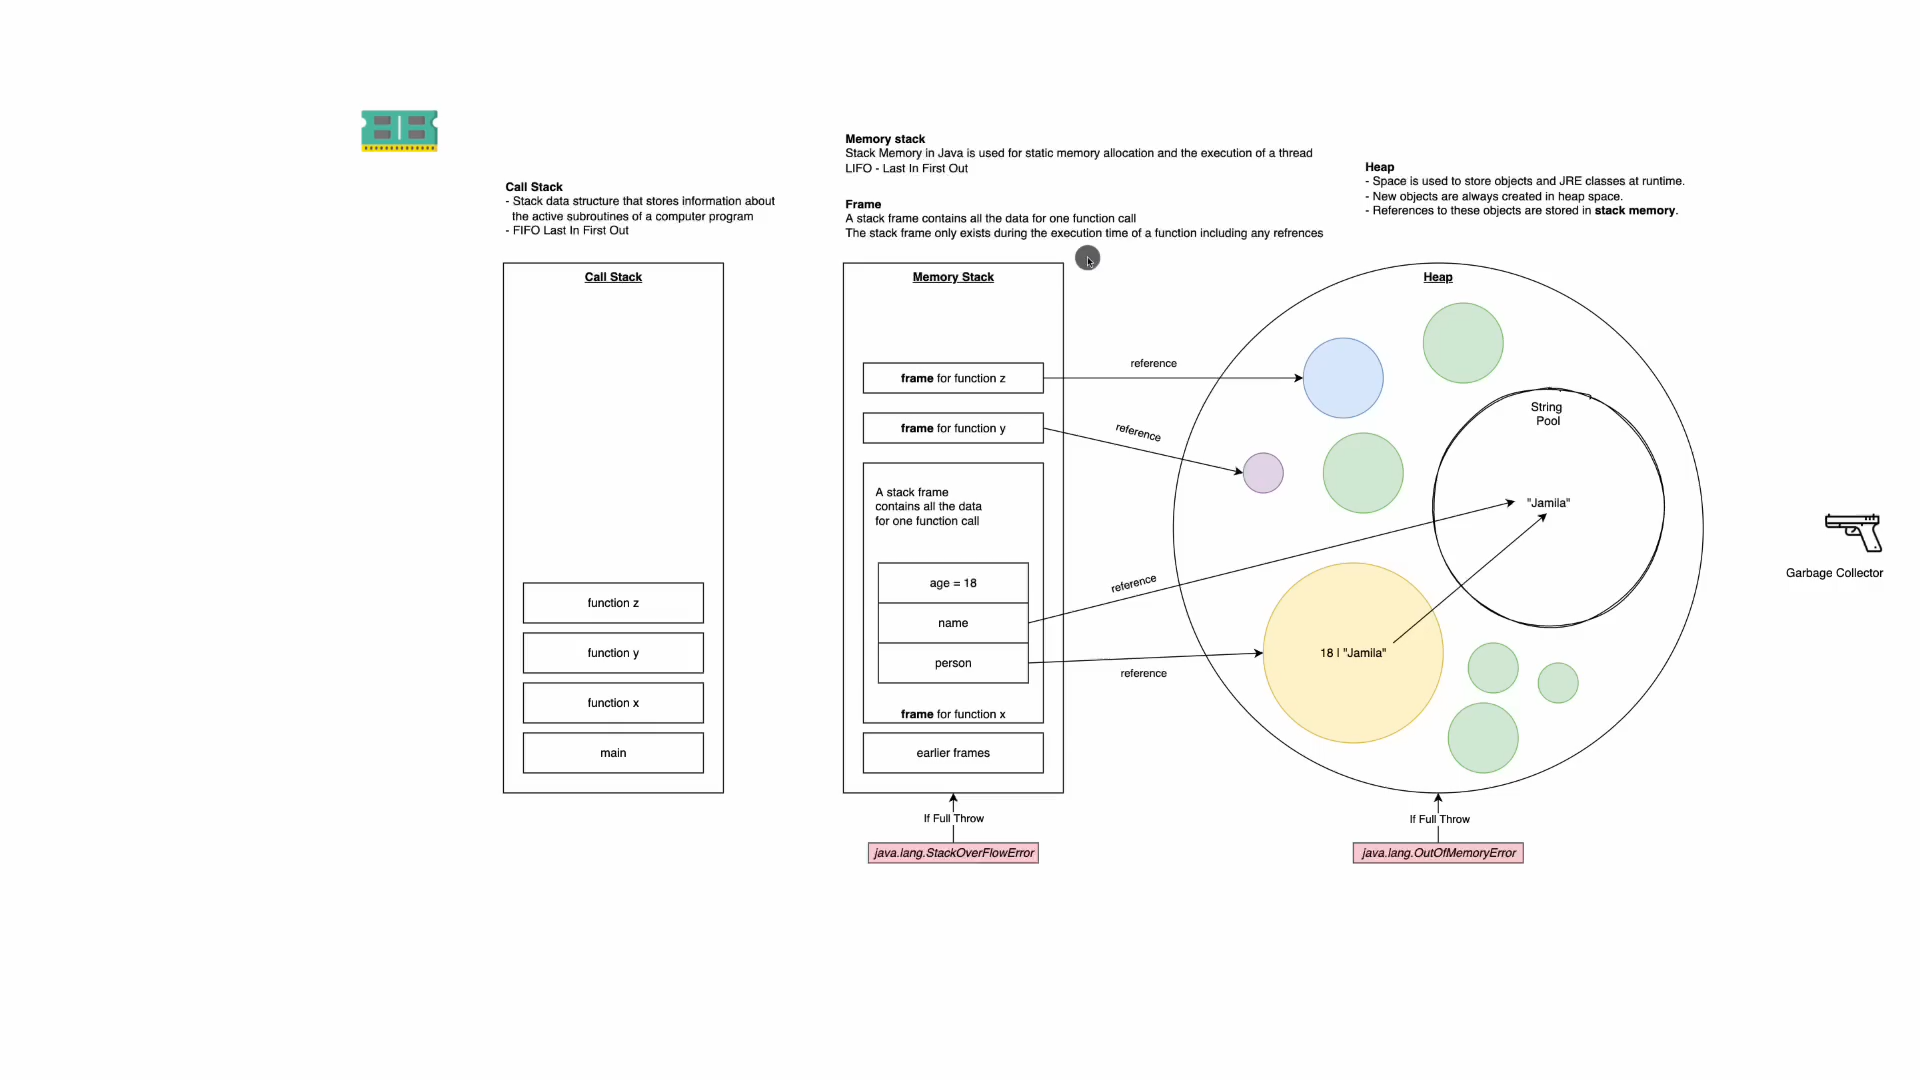 Call Stack
- Stack data structure that stores information about
the active subroutines of a computer program
- FIFO Last In First Out
Memory stack
Stack Memory in Java is used for static memory allocation and the execution of a thread
LIFO - Last In First Out
Frame
A stack frame contains all the data for one function call
The stack frame only exists during the execution time of a function including any refrences
Heap
- Space is used to store objects and JRE classes at runtime.
- New objects are always created in heap space.
- References to these objects are stored in stack memory.
Call Stack
function z
function y
function x
main
Memory Stack
frame for function z
frame for function y
A stack frame
contains all the data
for one function call
age = 18
name
person
frame for function x
earlier frames
If Full Throw
java.lang.StackOverFlowError
reference
reference
reference
reference
Heap
String
Pool
"Jamila"
18 | "Jamila"
If Full Throw
java.lang.OutOfMemoryError
Garbage Collector